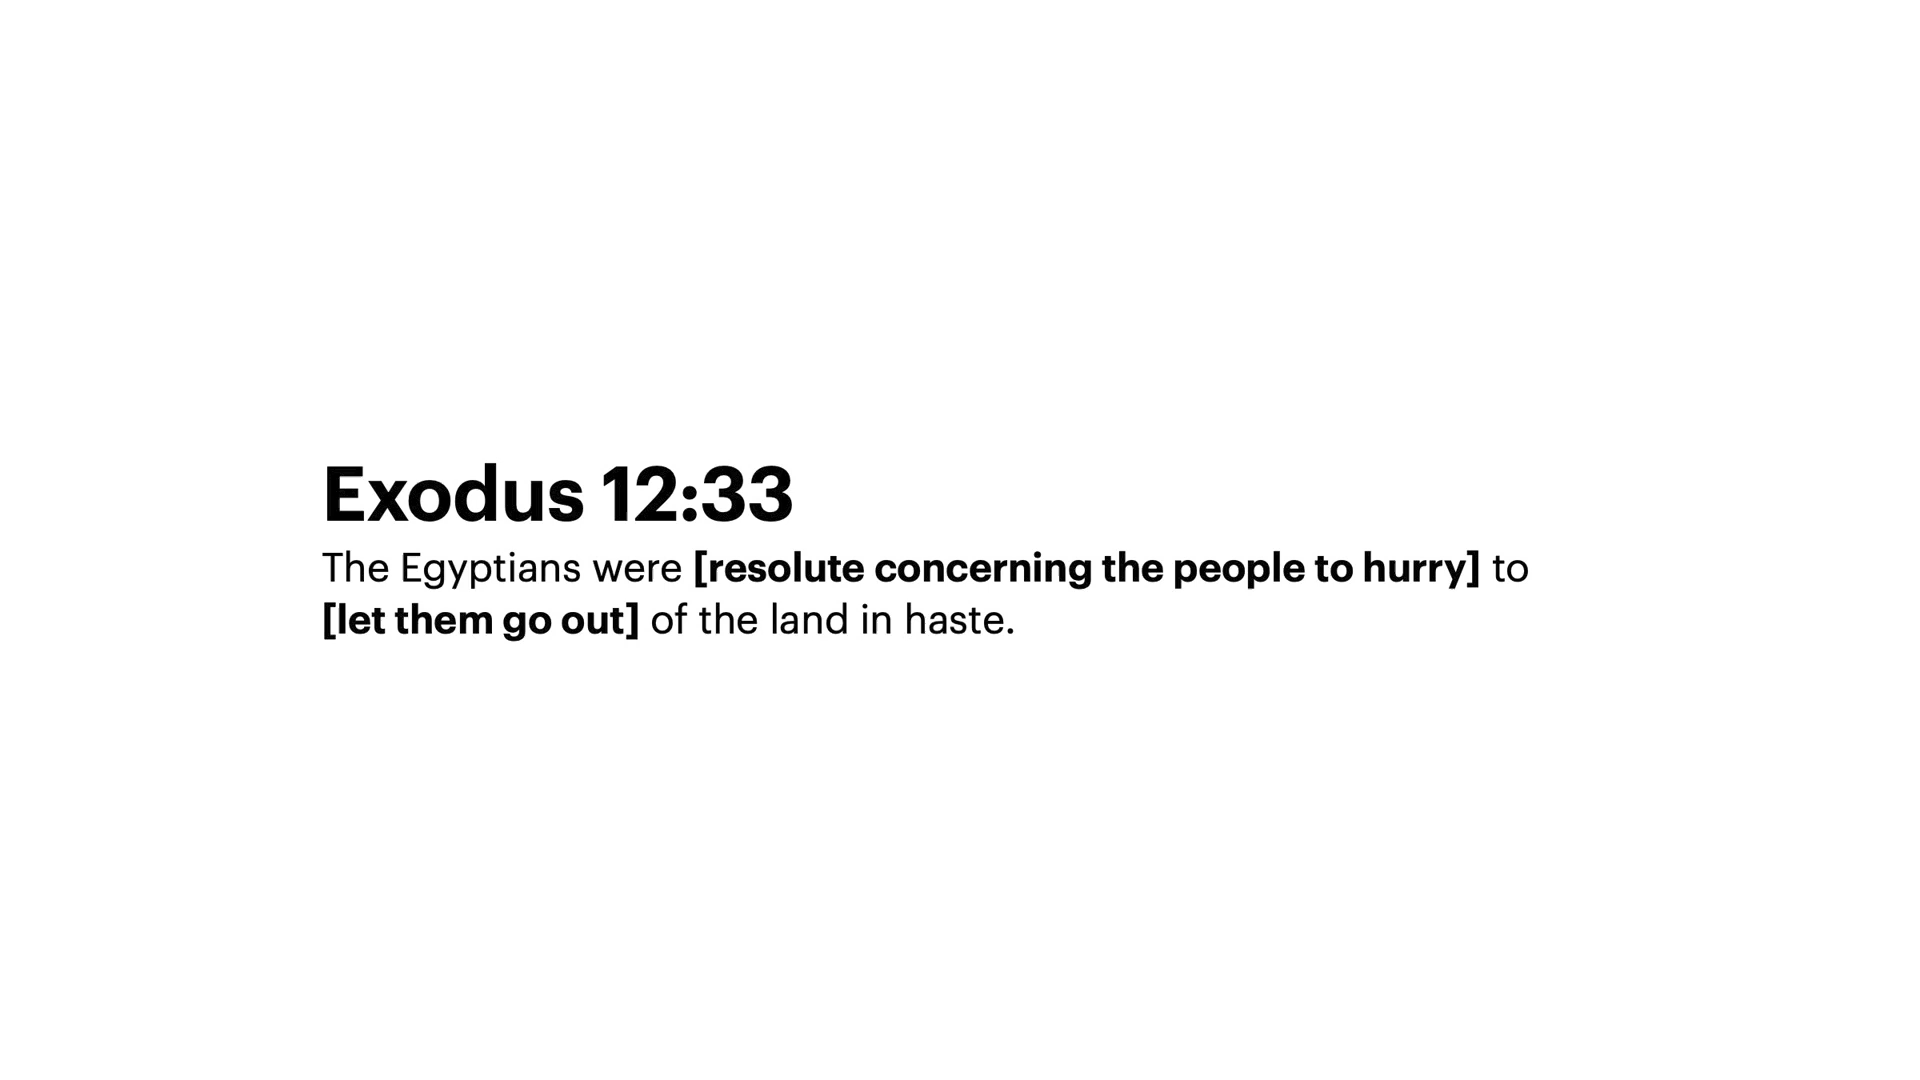 Exodus 12:33
The Egyptians were [resolute concerning the people to hurry] to
[let them go out] of the land in haste.